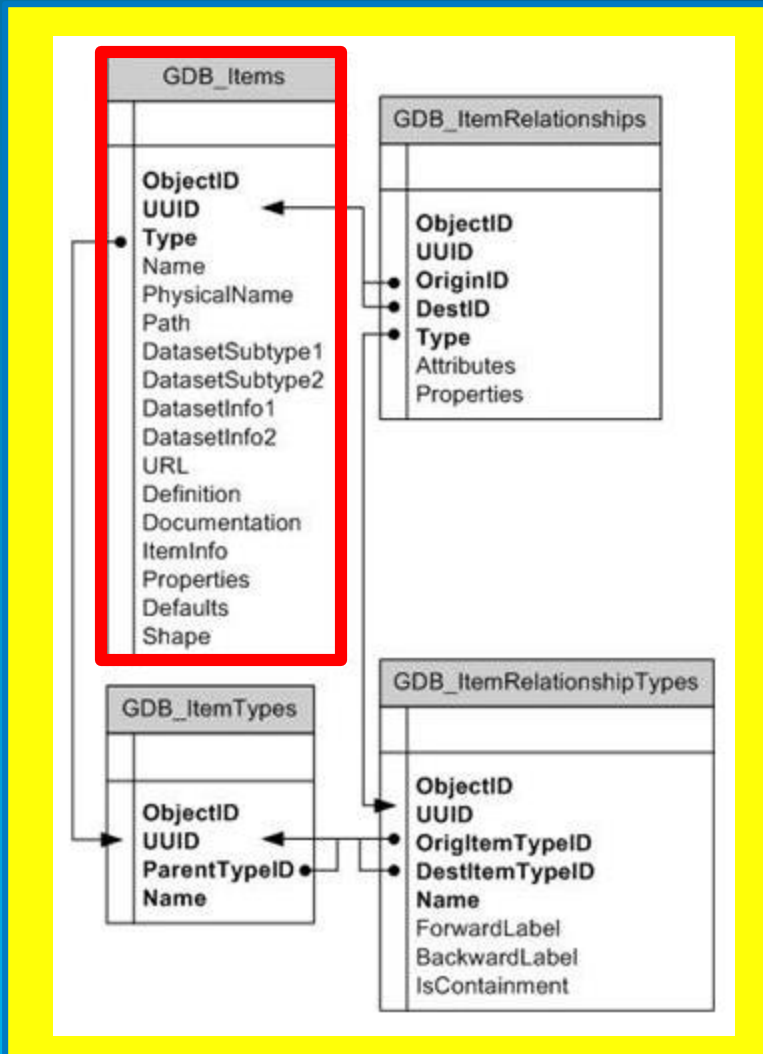 GDB_Items
ObjectID
UUID
Type
Name
PhysicalName
Path
DatasetSubtype1
DatasetSubtype2
DatasetInfo1
DatasetInfo2
URL
Definition
Documentation
ItemInfo
Properties
Defaults
Shape
GDB_ItemRelationships
ObjectID
UUID
OriginID
DestID
Type
Attributes
Properties
GDB_ItemTypes
ObjectID
UUID
ParentTypeID
Name
GDB_ItemRelationshipTypes
ObjectID
UUID
OrigItemTypeID
DestItemTypeID
Name
ForwardLabel
BackwardLabel
IsContainment